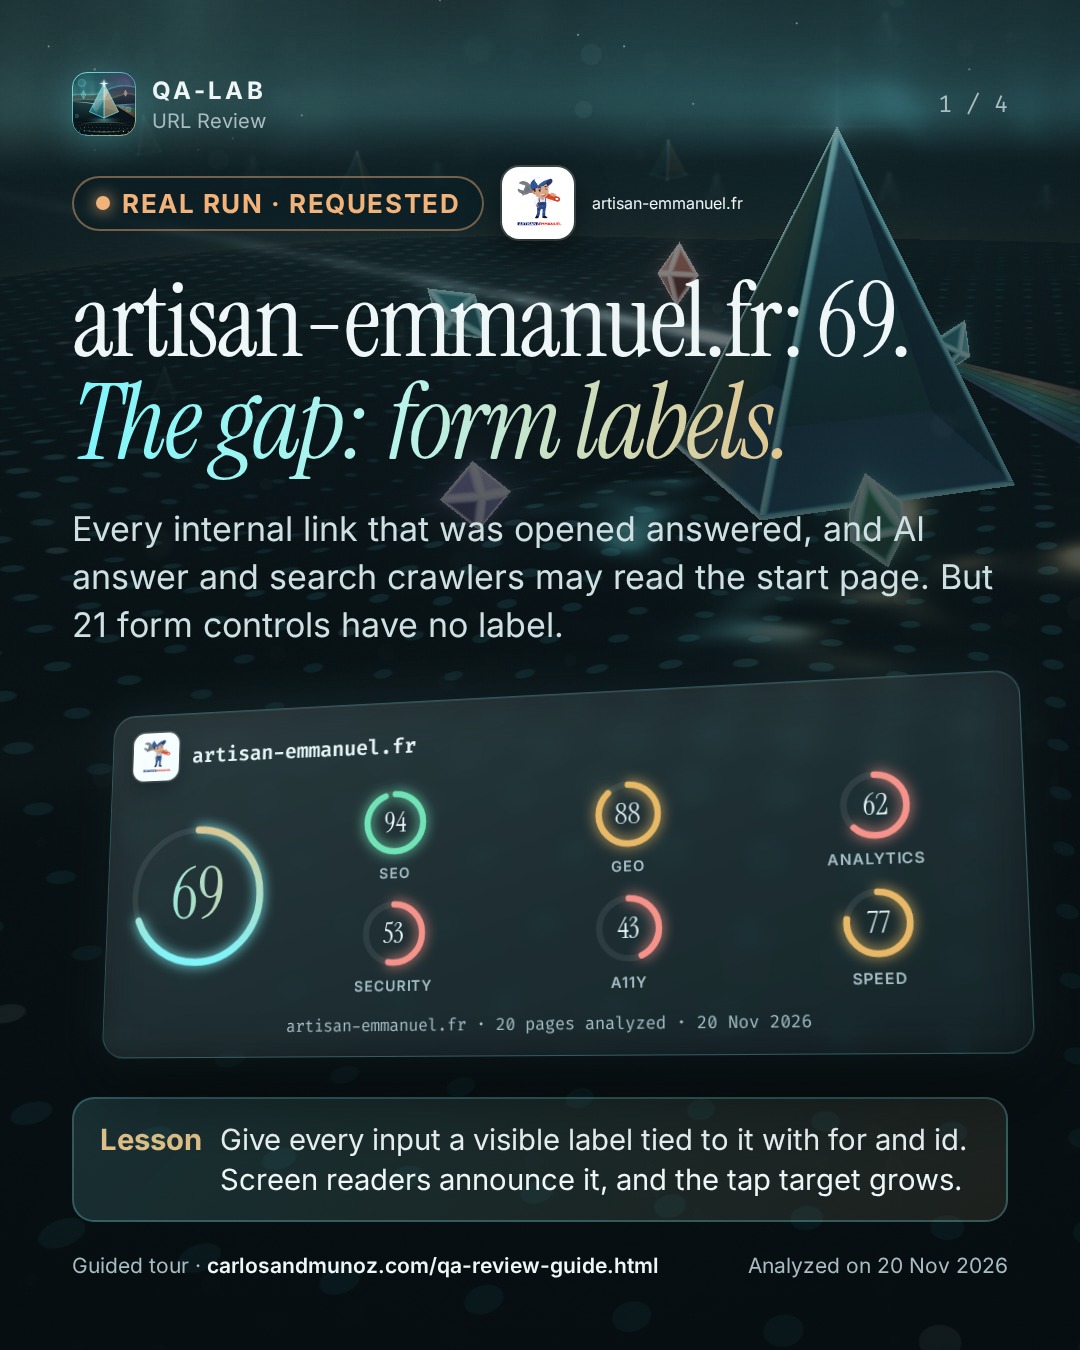 QA-LAB
URL Review
1 / 4
REAL RUN · REQUESTED
artisan-emmanuel.fr
artisan-emmanuel.fr: 69.
The gap: form labels.
Every internal link that was opened answered, and AI
answer and search crawlers may read the start page. But
21 form controls have no label.
artisan-emmanuel.fr
69
94
SEO
88
GEO
62
ANALYTICS
53
SECURITY
43
A11Y
77
SPEED
artisan-emmanuel.fr · 20 pages analyzed · 20 Nov 2026
Lesson Give every input a visible label tied to it with for and id.
Screen readers announce it, and the tap target grows.
Guided tour · carlosandmunoz.com/qa-review-guide.html
Analyzed on 20 Nov 2026